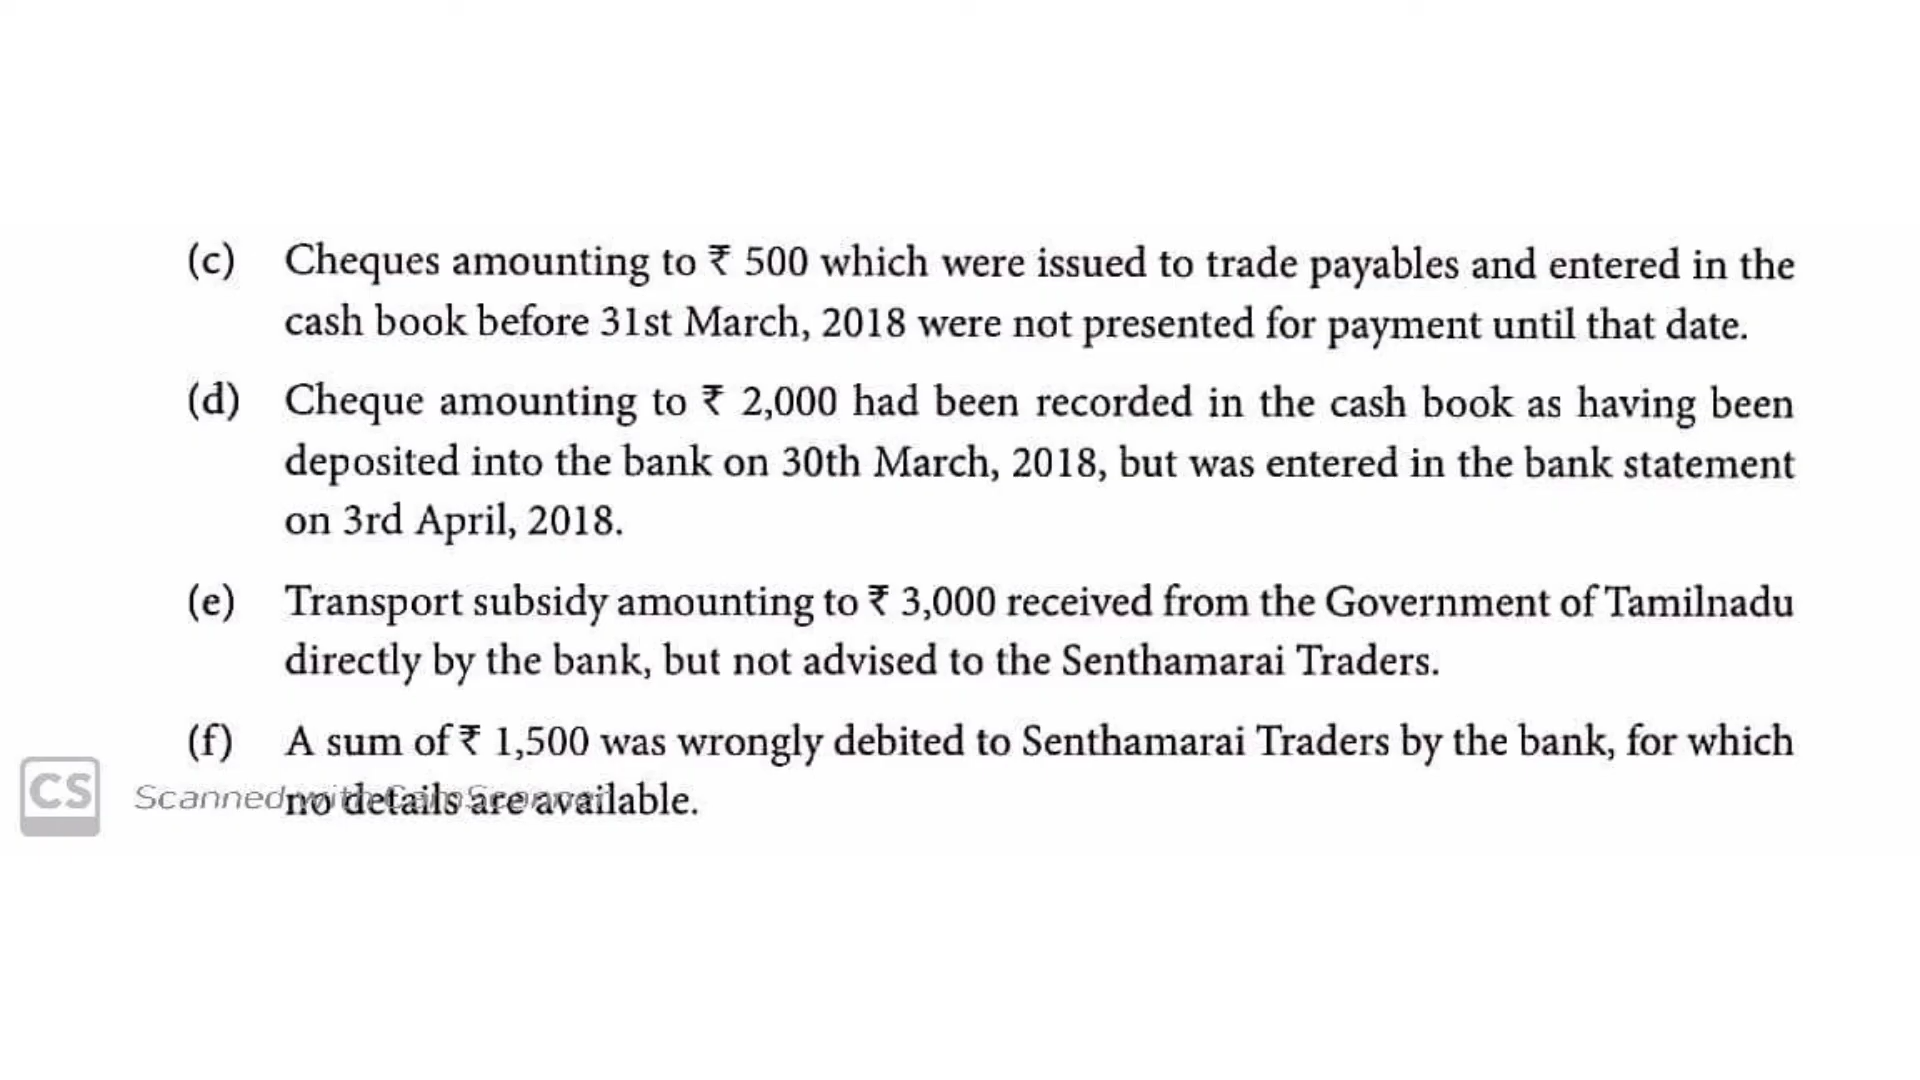 (c) Cheques amounting to ₹ 500 which were issued to trade payables and entered in the
cash book before 31st March, 2018 were not presented for payment until that date.
(d) Cheque amounting to ₹ 2,000 had been recorded in the cash book as having been
deposited into the bank on 30th March, 2018, but was entered in the bank statement
on 3rd April, 2018.
(e) Transport subsidy amounting to ₹ 3,000 received from the Government of Tamilnadu
directly by the bank, but not advised to the Senthamarai Traders.
(f) A sum of ₹ 1,500 was wrongly debited to Senthamarai Traders by the bank, for which
no details are available.
CS Scanned with CamScanner